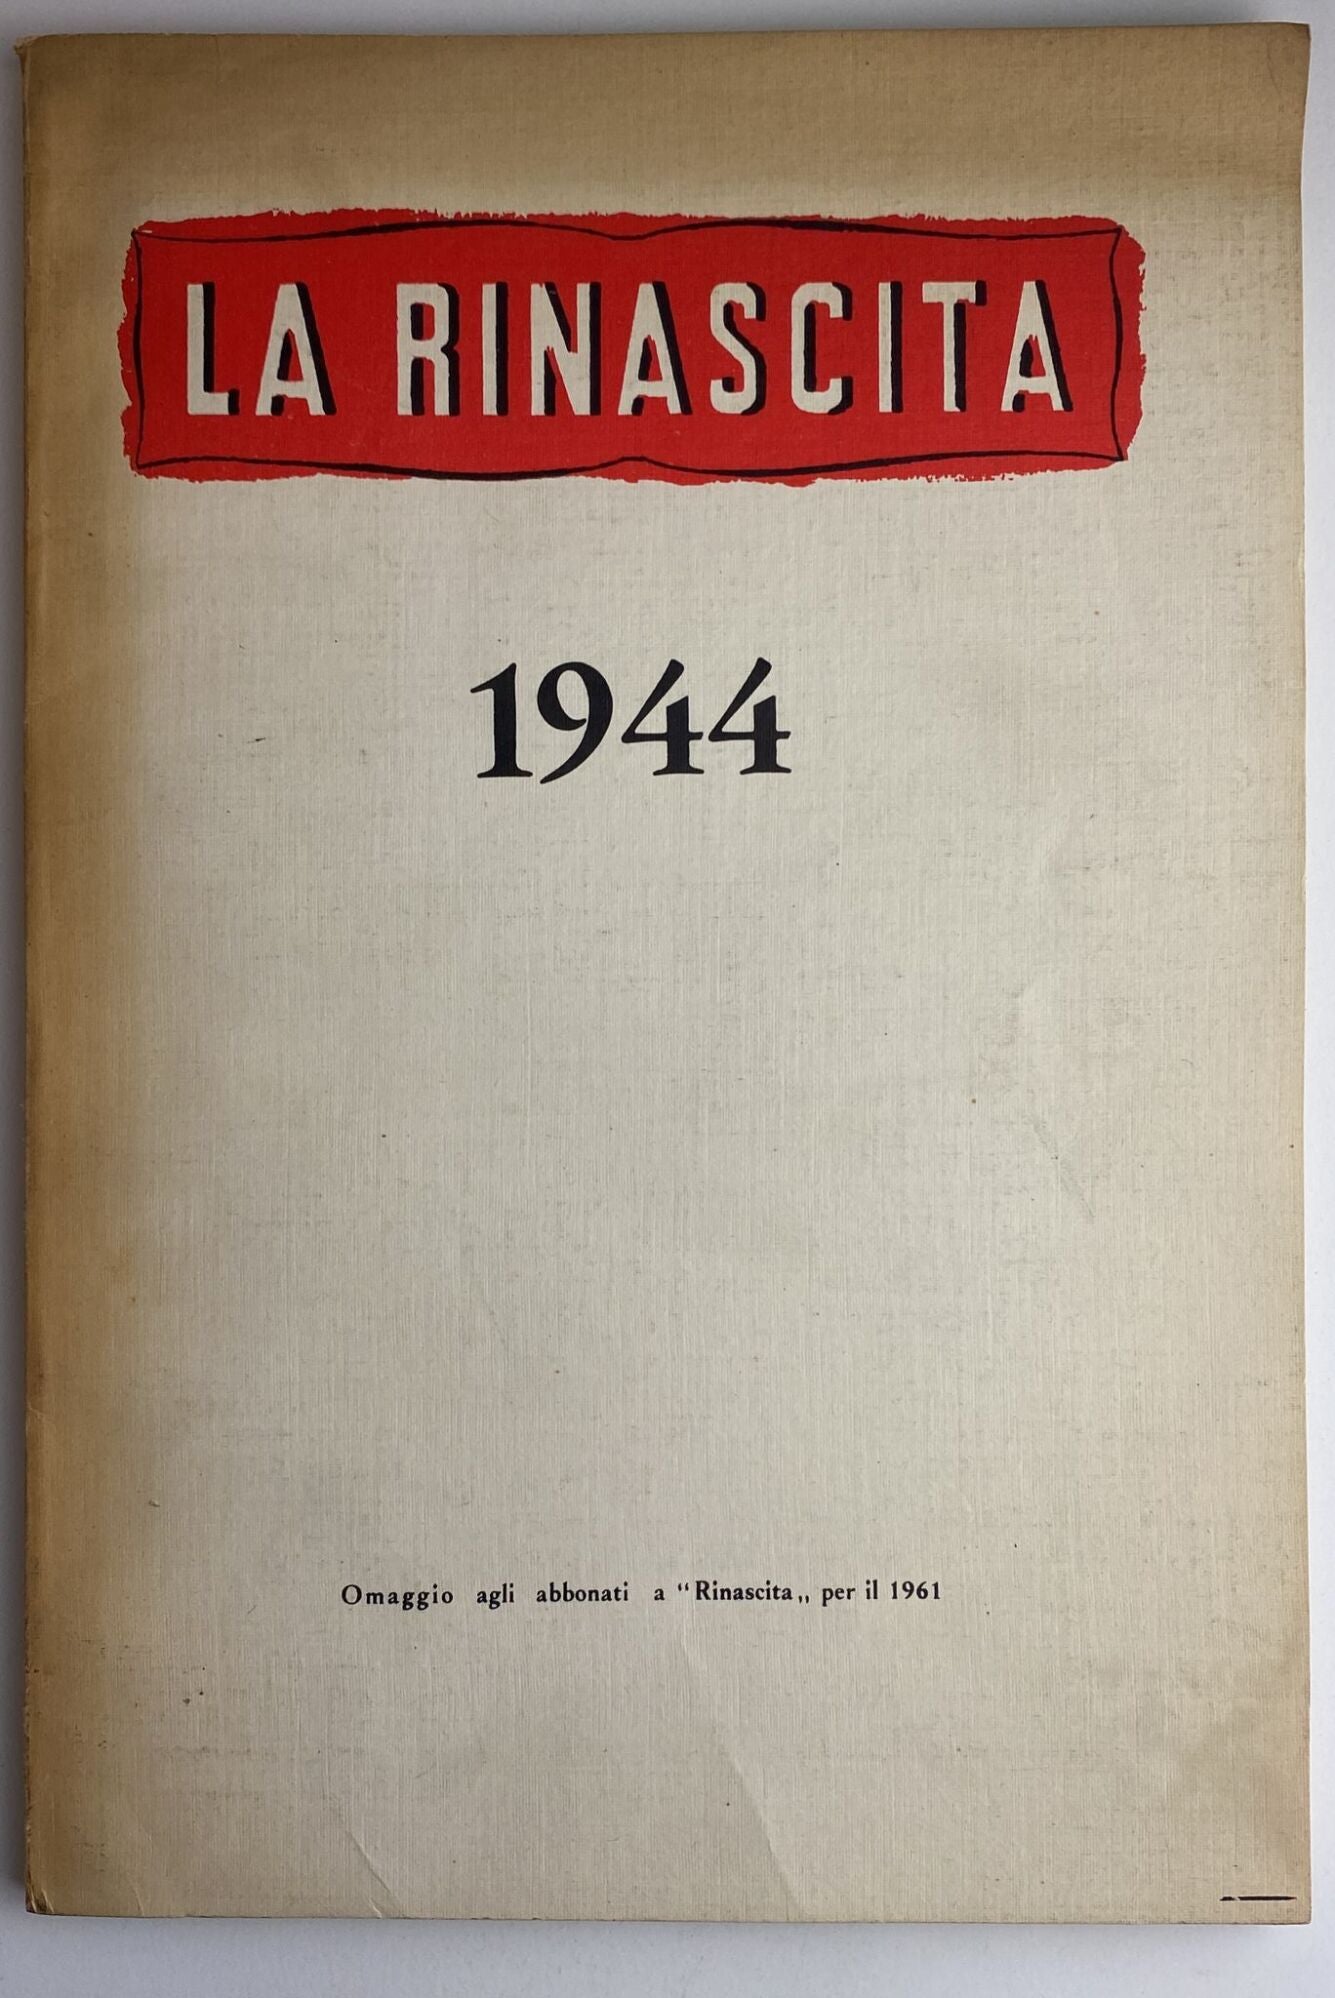 LA RINASCITA
1944
Omaggio agli abbonati a “Rinascita„ per il 1961